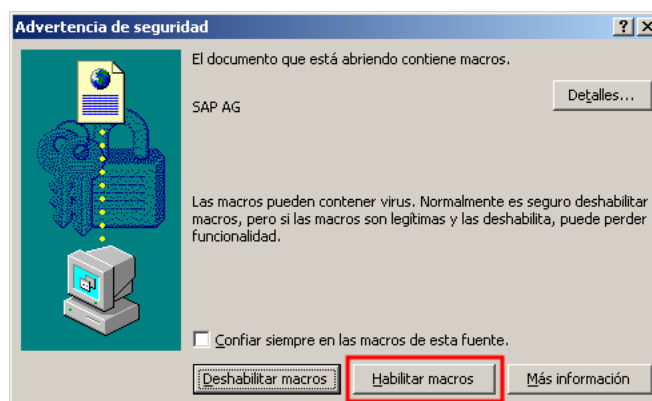 Advertencia de seguridad
El documento que está abriendo contiene macros.
SAP AG
Detalles...
Las macros pueden contener virus. Normalmente es seguro deshabilitar
macros, pero si las macros son legítimas y las deshabilita, puede perder
funcionalidad.
Confiar siempre en las macros de esta fuente.
Deshabilitar macros
Habilitar macros
Más información